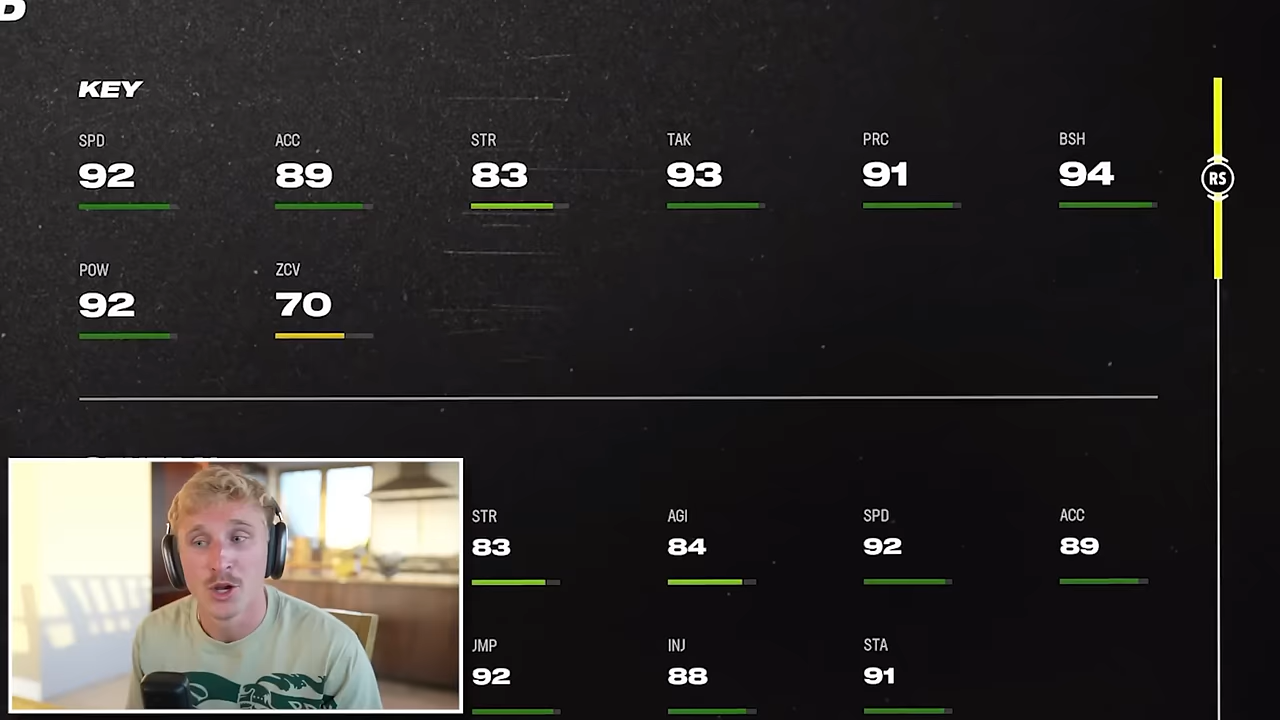 KEY
SPD ACC STR TAK PRC BSH
92 89 83 93 91 94
RS
POW ZCV
92 70
STR AGI SPD ACC
83 84 92 89
JMP INJ STA
92 88 91